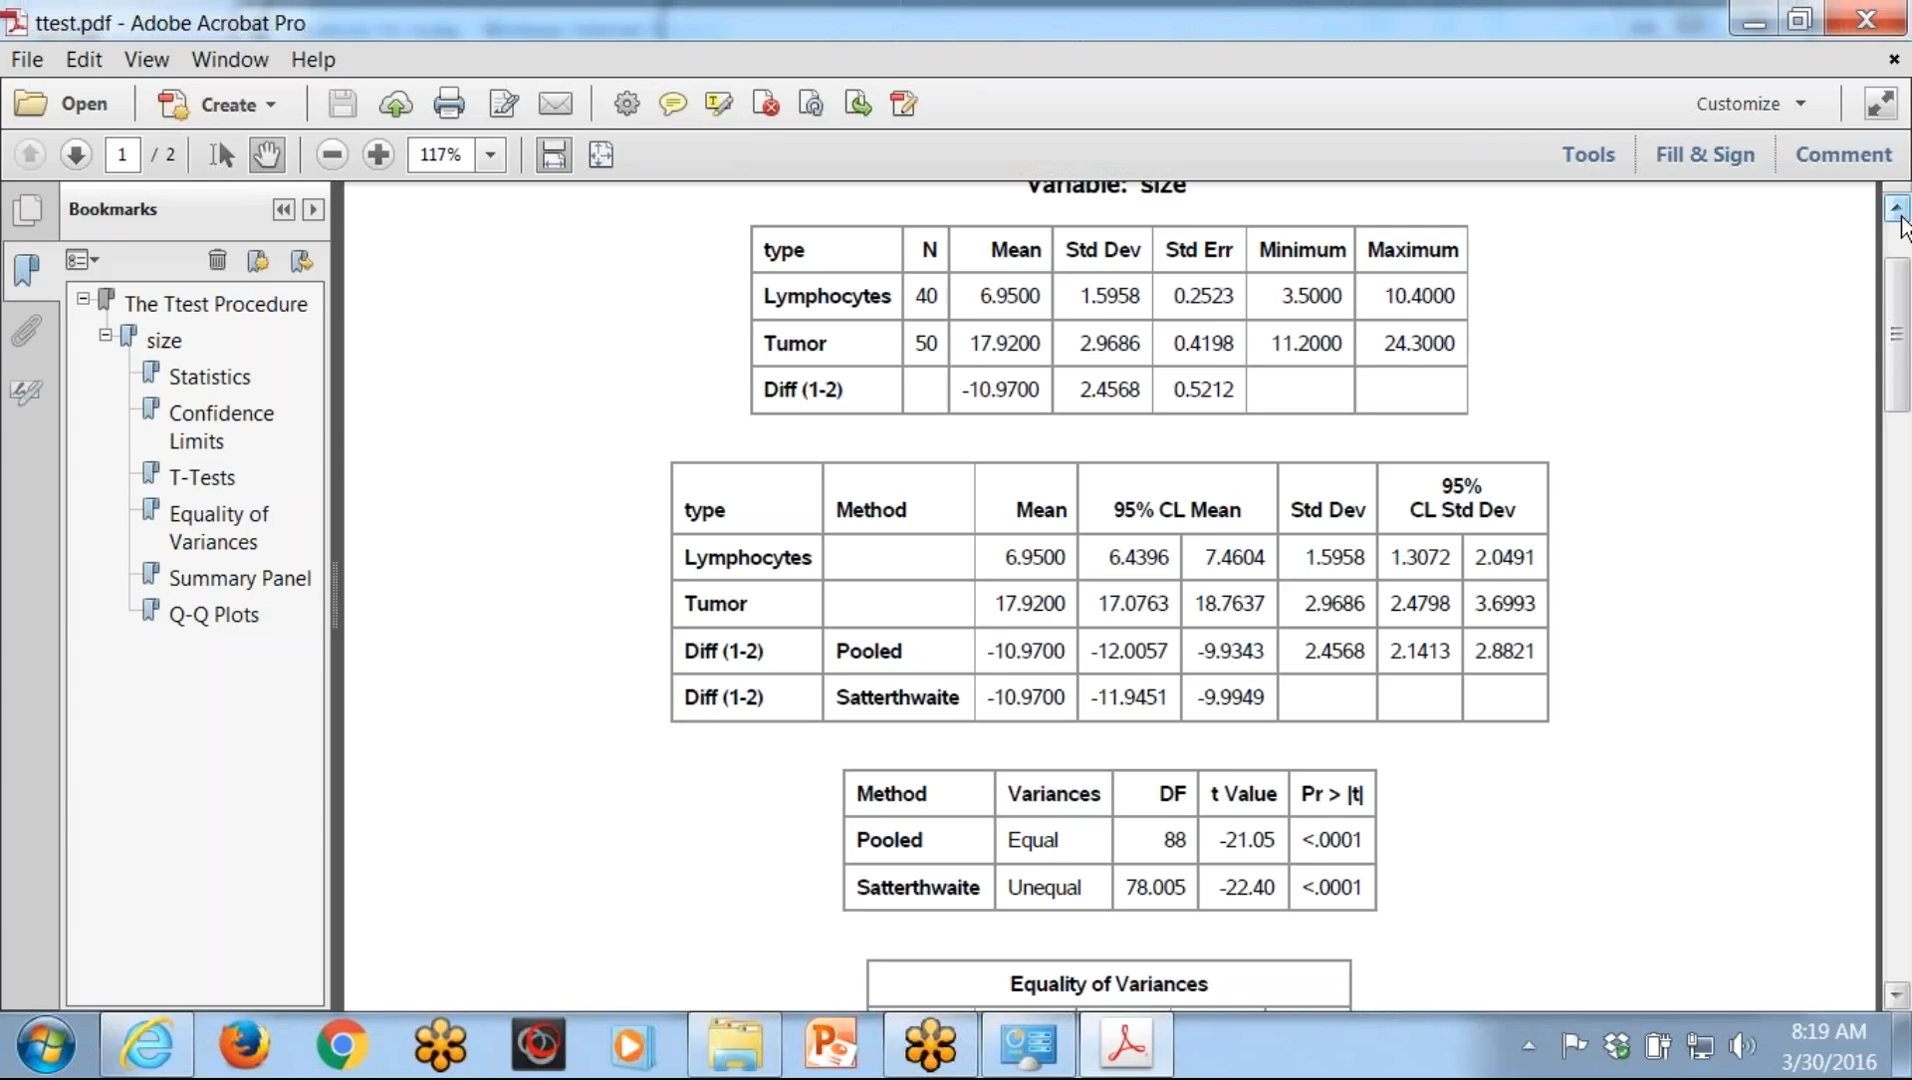 ttest.pdf - Adobe Acrobat Pro
File Edit View Window Help
Open Create Customize
1 / 2 117% Tools Fill & Sign Comment
Bookmarks
The Ttest Procedure
size
Statistics
Confidence
Limits
T-Tests
Equality of
Variances
Summary Panel
Q-Q Plots
Variable: size
type N Mean Std Dev Std Err Minimum Maximum
Lymphocytes 40 6.9500 1.5958 0.2523 3.5000 10.4000
Tumor 50 17.9200 2.9686 0.4198 11.2000 24.3000
Diff (1-2) -10.9700 2.4568 0.5212
type Method Mean 95% CL Mean Std Dev 95%
CL Std Dev
Lymphocytes 6.9500 6.4396 7.4604 1.5958 1.3072 2.0491
Tumor 17.9200 17.0763 18.7637 2.9686 2.4798 3.6993
Diff (1-2) Pooled -10.9700 -12.0057 -9.9343 2.4568 2.1413 2.8821
Diff (1-2) Satterthwaite -10.9700 -11.9451 -9.9949
Method Variances DF t Value Pr > |t|
Pooled Equal 88 -21.05 <.0001
Satterthwaite Unequal 78.005 -22.40 <.0001
Equality of Variances
8:19 AM
3/30/2016